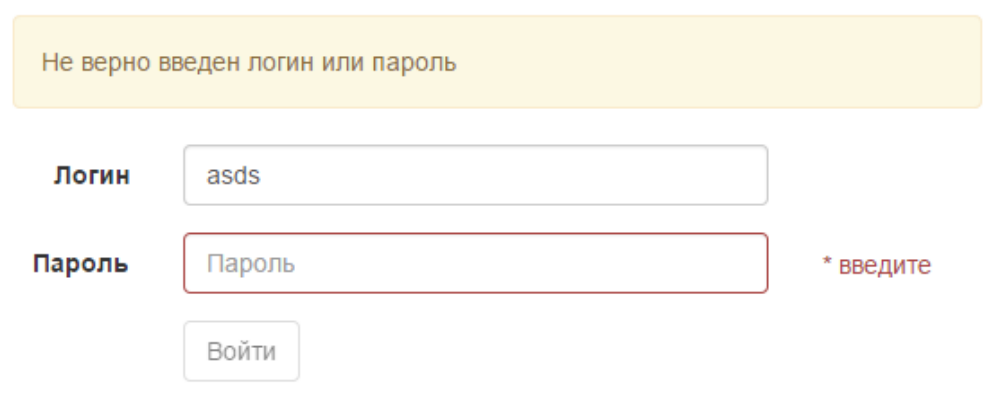 Не верно введен логин или пароль
Логин asds
Пароль Пароль * введите
Войти